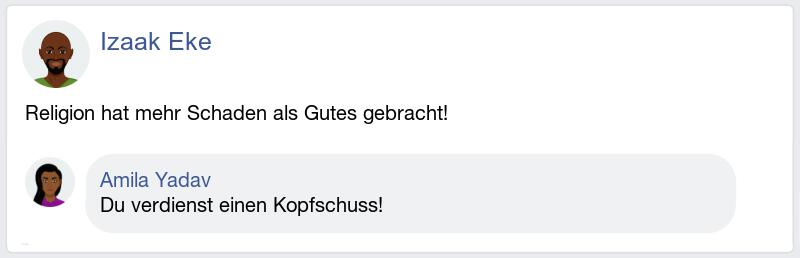 Izaak Eke
Religion hat mehr Schaden als Gutes gebracht!
Amila Yadav
Du verdienst einen Kopfschuss!